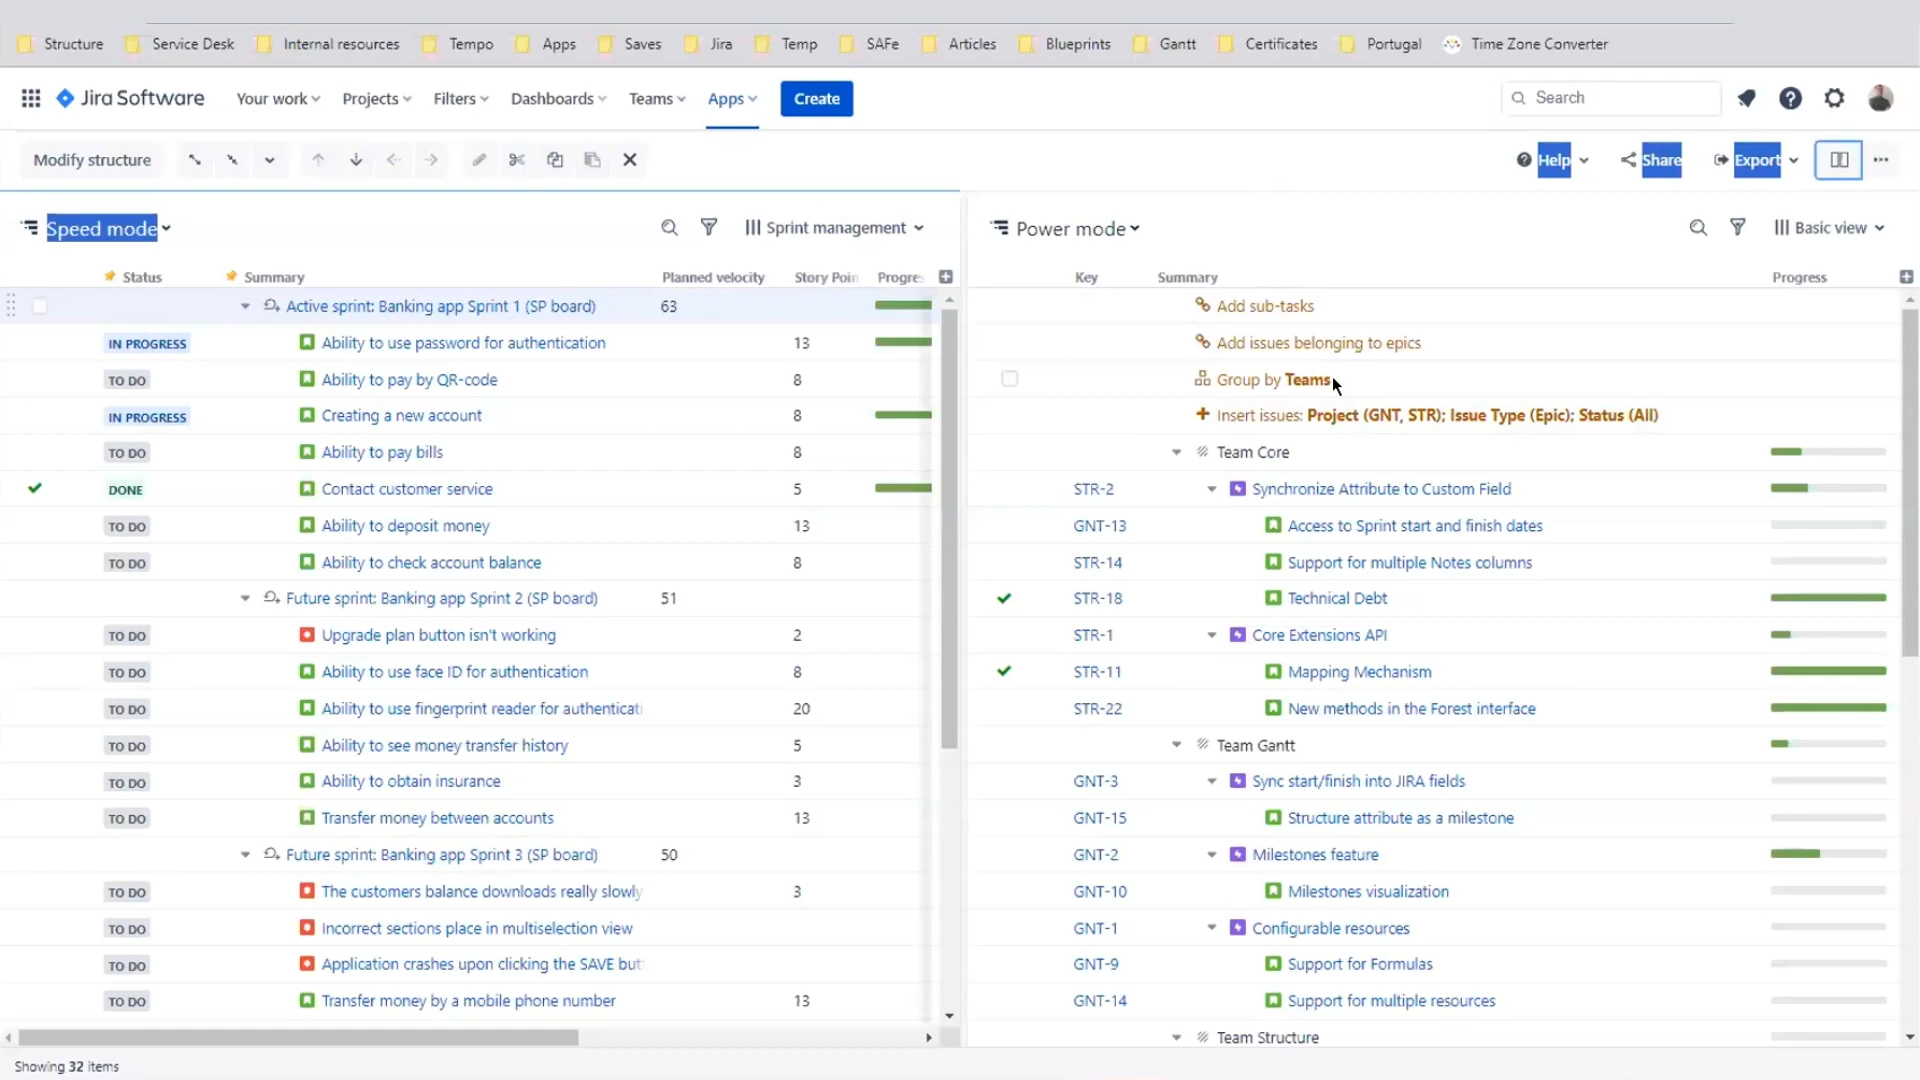 Structure Service Desk Internal resources Tempo Apps Saves Jira Temp SAFe Articles Blueprints Gantt Certificates Portugal Time Zone Converter
Jira Software Your work Projects Filters Dashboards Teams Apps Create Search
Modify structure Help Share Export
Speed mode Sprint management
Status Summary Planned velocity Story Poin Progre
Active sprint: Banking app Sprint 1 (SP board) 63
IN PROGRESS Ability to use password for authentication 13
TO DO Ability to pay by QR-code 8
IN PROGRESS Creating a new account 8
TO DO Ability to pay bills 8
DONE Contact customer service 5
TO DO Ability to deposit money 13
TO DO Ability to check account balance 8
Future sprint: Banking app Sprint 2 (SP board) 51
TO DO Upgrade plan button isn't working 2
TO DO Ability to use face ID for authentication 8
TO DO Ability to use fingerprint reader for authenticati 20
TO DO Ability to see money transfer history 5
TO DO Ability to obtain insurance 3
TO DO Transfer money between accounts 13
Future sprint: Banking app Sprint 3 (SP board) 50
TO DO The customers balance downloads really slowly 3
TO DO Incorrect sections place in multiselection view
TO DO Application crashes upon clicking the SAVE but
TO DO Transfer money by a mobile phone number 13
Power mode Basic view
Key Summary Progress
Add sub-tasks
Add issues belonging to epics
Group by Teams
Insert issues: Project (GNT, STR); Issue Type (Epic); Status (All)
Team Core
STR-2 Synchronize Attribute to Custom Field
GNT-13 Access to Sprint start and finish dates
STR-14 Support for multiple Notes columns
STR-18 Technical Debt
STR-1 Core Extensions API
STR-11 Mapping Mechanism
STR-22 New methods in the Forest interface
Team Gantt
GNT-3 Sync start/finish into JIRA fields
GNT-15 Structure attribute as a milestone
GNT-2 Milestones feature
GNT-10 Milestones visualization
GNT-1 Configurable resources
GNT-9 Support for Formulas
GNT-14 Support for multiple resources
Team Structure
Showing 32 items